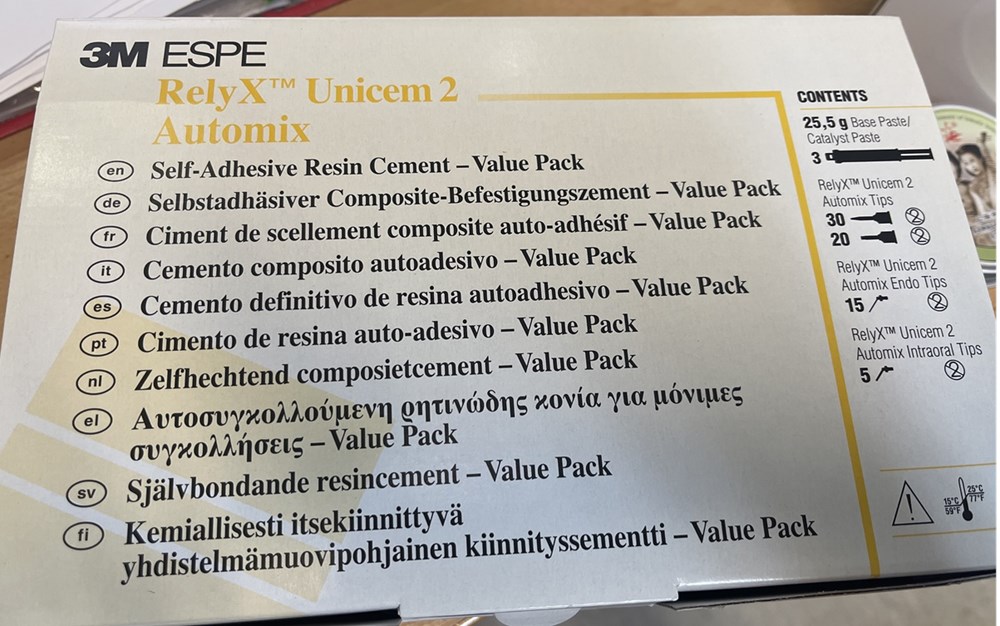 3M ESPE
RelyX™ Unicem 2
Automix
en Self-Adhesive Resin Cement – Value Pack
de Selbstadhäsiver Composite-Befestigungszement – Value Pack
fr Ciment de scellement composite auto-adhésif – Value Pack
it Cemento composito autoadesivo – Value Pack
es Cemento definitivo de resina autoadhesivo – Value Pack
pt Cimento de resina auto-adesivo – Value Pack
nl Zelfhechtend composietcement – Value Pack
el Αυτοσυγκολλούμενη ρητινώδης κονία για μόνιμες
συγκολλήσεις – Value Pack
sv Självbondande resincement – Value Pack
fi Kemiallisesti itsekiinnittyvä
yhdistelmämuovipohjainen kiinnityssementti – Value Pack
CONTENTS
25,5 g Base Paste/
Catalyst Paste
3
RelyX™ Unicem 2
Automix Tips
30 2
20 2
RelyX™ Unicem 2
Automix Endo Tips
15 2
RelyX™ Unicem 2
Automix Intraoral Tips
5 2
15°C 25°C
59°F 77°F